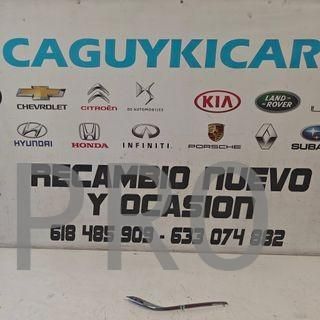 CAGUYKICAR
CHEVROLET CITROËN DS AUTOMOBILES KIA LAND ROVER
HYUNDAI HONDA INFINITI PORSCHE SUBA
RECAMBIO NUEVO
Y OCASION
618 485 909 - 633 074 882
PRO